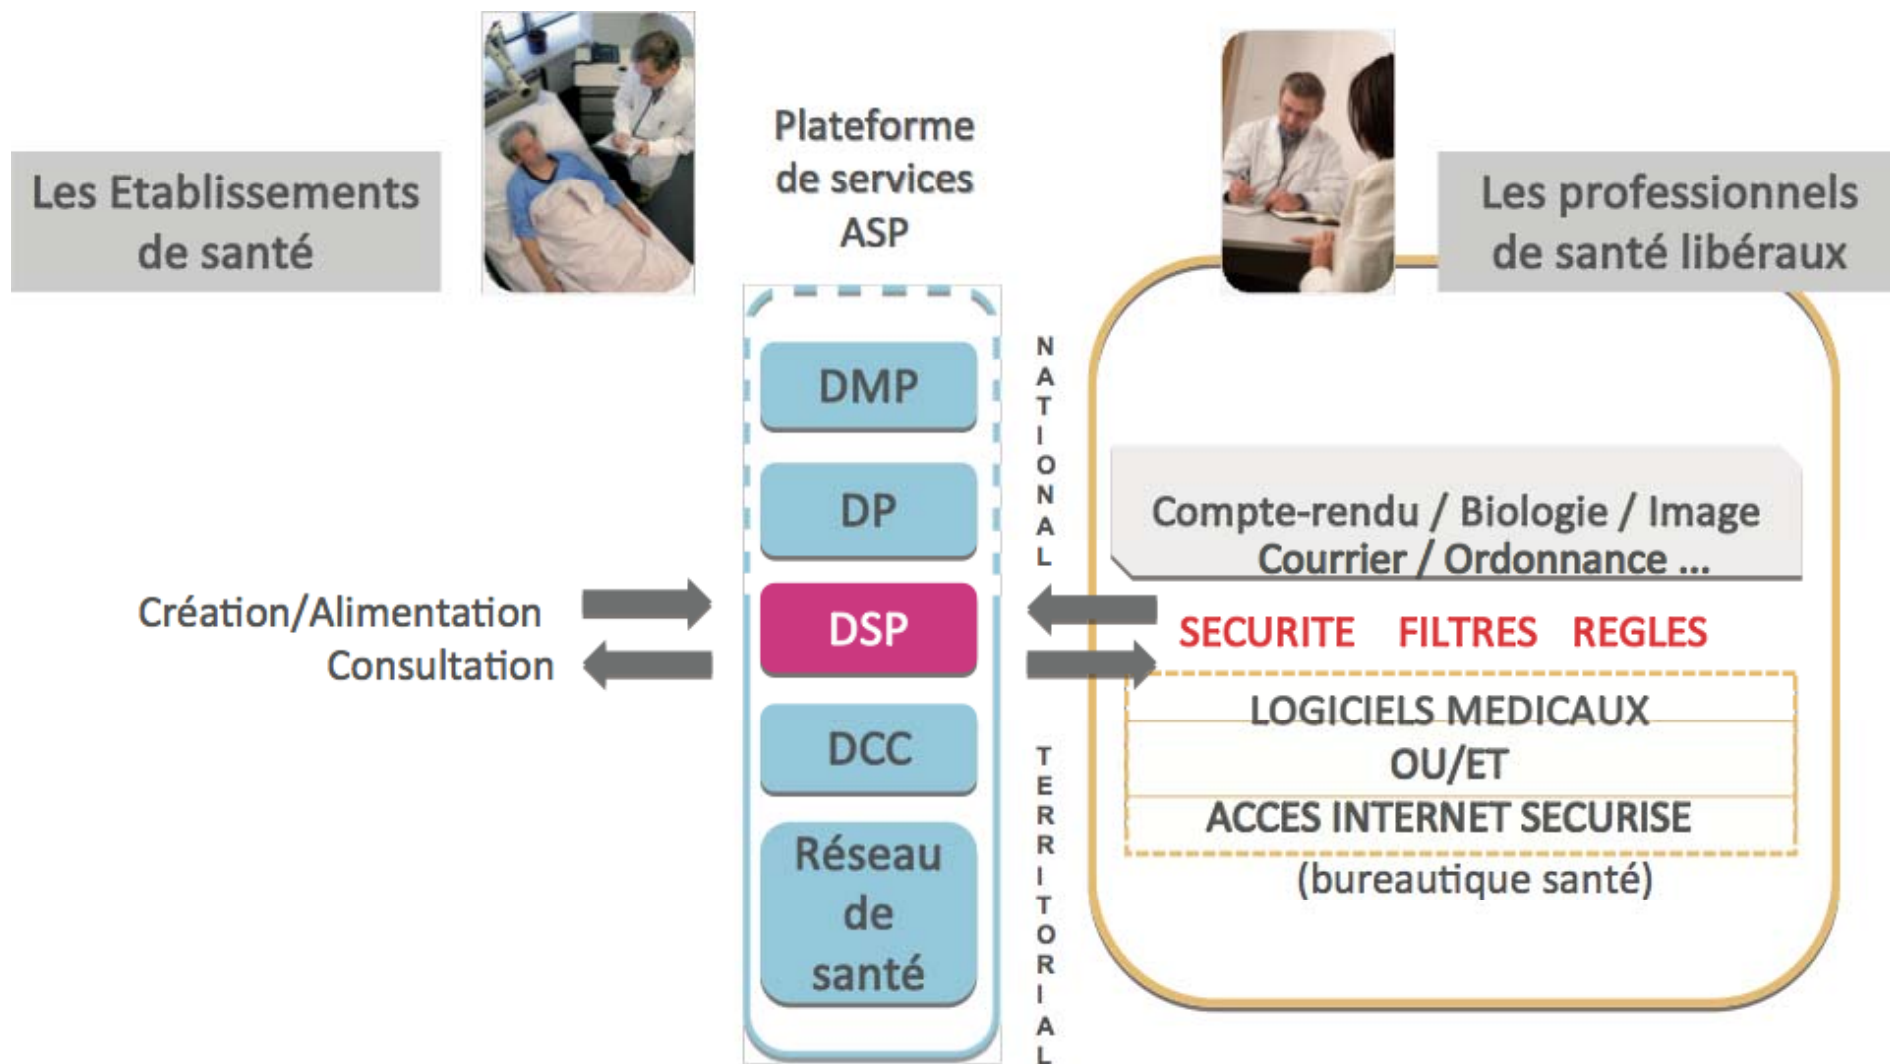 Les Etablissements
de santé
Plateforme
de services
ASP
Les professionnels
de santé libéraux
DMP
DP
DSP
DCC
Réseau
de
santé
NATIONAL
TERRITORIAL
Création/Alimentation
Consultation
Compte-rendu / Biologie / Image
Courrier / Ordonnance ...
SECURITE FILTRES REGLES
LOGICIELS MEDICAUX
OU/ET
ACCES INTERNET SECURISE
(bureautique santé)